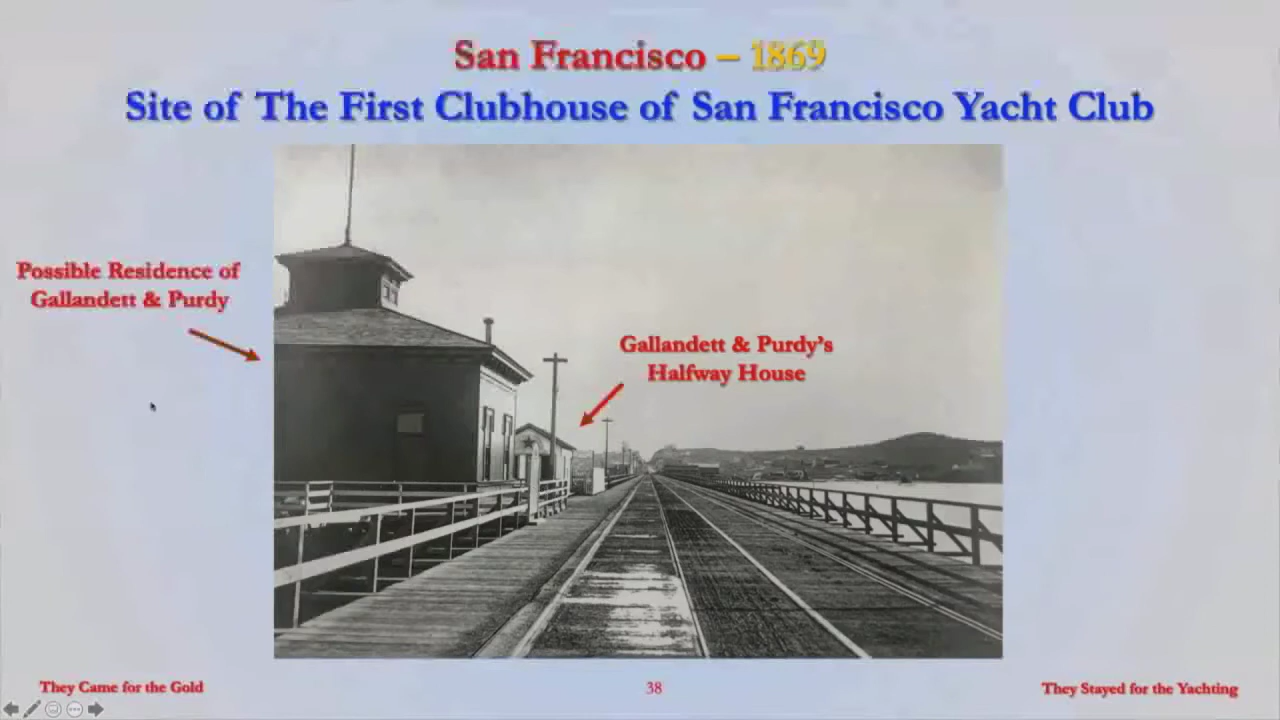 San Francisco – 1869
Site of The First Clubhouse of San Francisco Yacht Club
Possible Residence of
Gallandett & Purdy
Gallandett & Purdy’s
Halfway House
They Came for the Gold
38
They Stayed for the Yachting